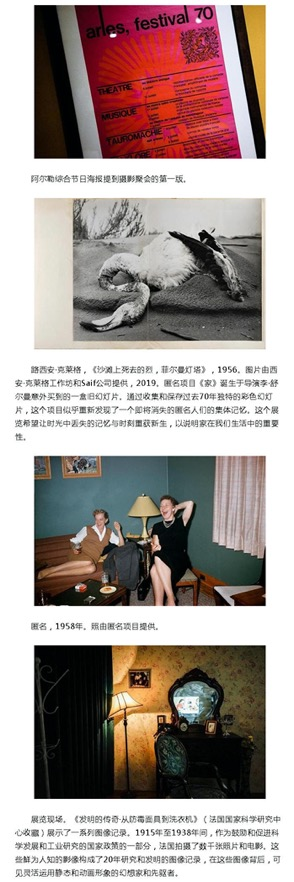 arles, festival 70
THÉATRE
MUSIQUE
TAUROMACHIE
阿尔勒综合节日海报提到摄影聚会的第一版。
路西安·克莱格，《沙滩上死去的烈，菲尔曼灯塔》，1956。图片由西
安·克莱格工作坊和Saif公司提供，2019。匿名项目《家》诞生于导演李·舒
尔曼意外买到的一盒旧幻灯片。通过收集和保存过去70年独特的彩色幻灯
片，这个项目似乎重新发现了一个即将消失的匿名人们的集体记忆。这个展
览希望让时光中丢失的记忆与时刻重获新生，以说明家在我们生活中的重要
性。
匿名，1958年。照由匿名项目提供。
展览现场。《发明的传奇·从防毒面具到洗衣机》（法国国家科学研究中
心收藏）展示了一系列图像记录。1915年至1938年间，作为鼓励和促进科
学发展和工业研究的国家政策的一部分，法国拍摄了数千张照片和电影。这
些鲜为人知的影像构成了20年研究和发明的图像记录，在这些图像背后，可
见灵活运用静态和动画形象的幻想家和先驱者。